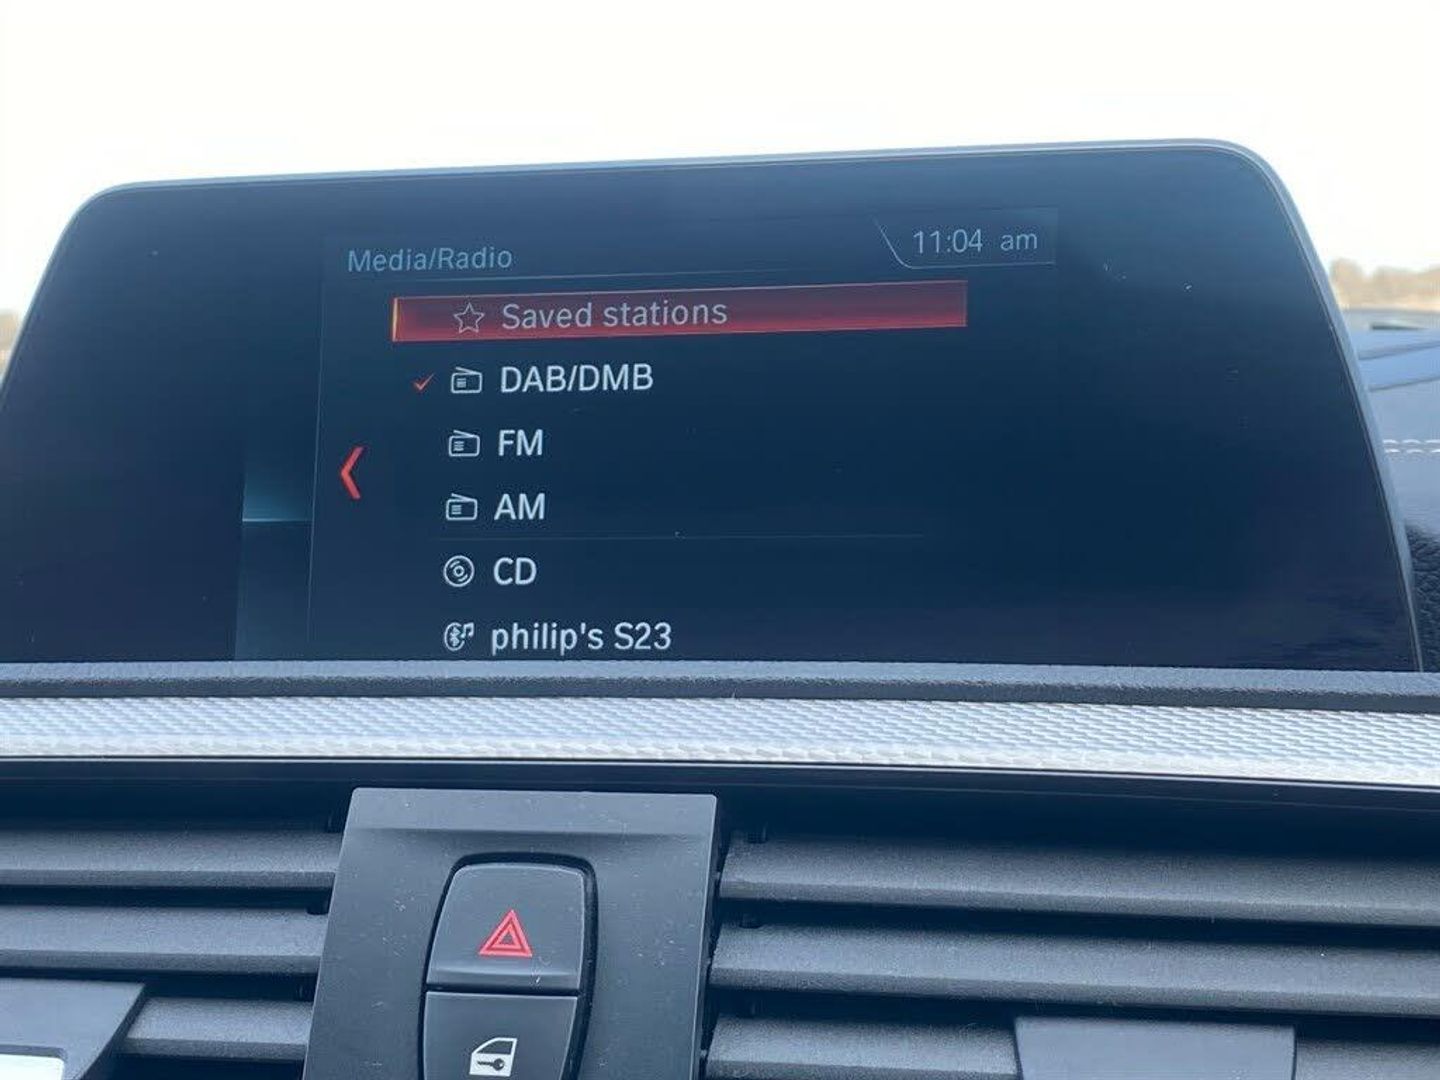 Media/Radio
11:04 am
Saved stations
DAB/DMB
FM
AM
CD
philip's S23